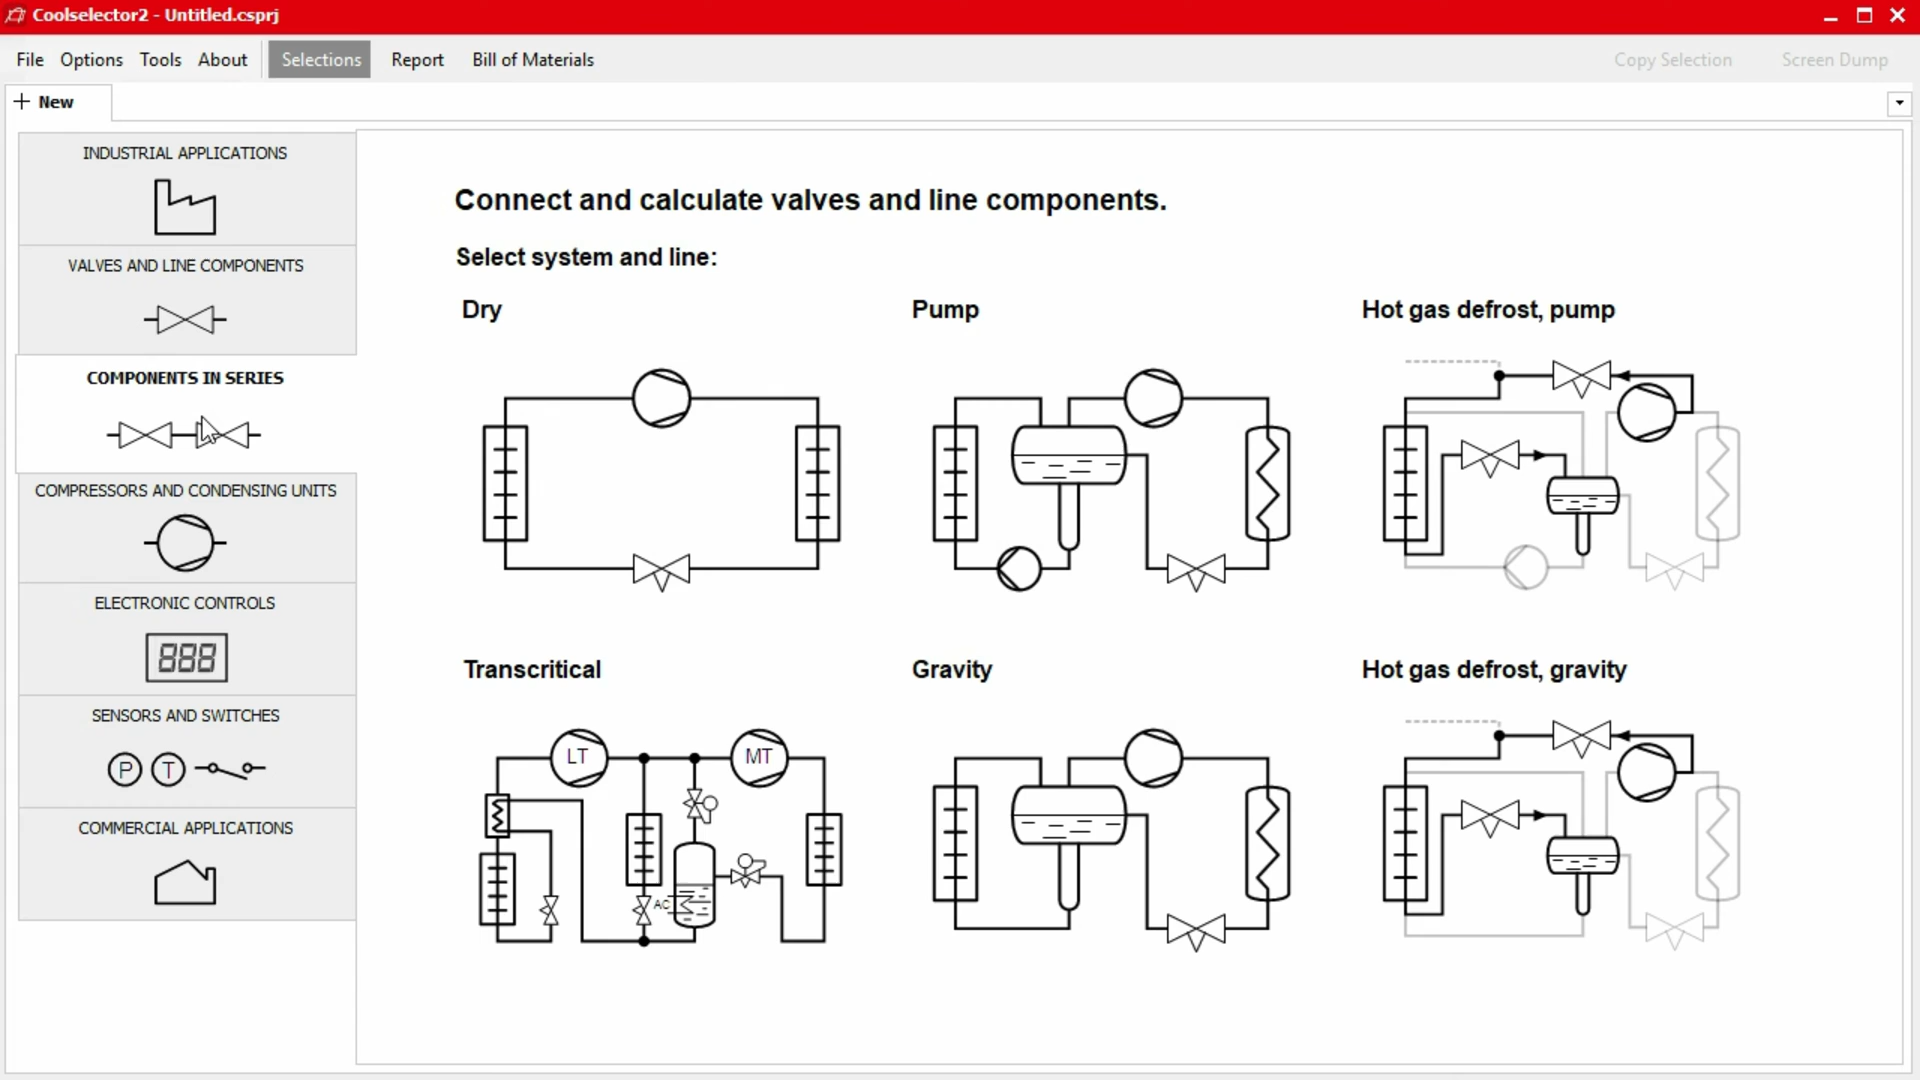 Coolselector2 - Untitled.csprj
File Options Tools About Selections Report Bill of Materials Copy Selection Screen Dump
+ New
INDUSTRIAL APPLICATIONS
VALVES AND LINE COMPONENTS
COMPONENTS IN SERIES
COMPRESSORS AND CONDENSING UNITS
ELECTRONIC CONTROLS
888
SENSORS AND SWITCHES
P T
COMMERCIAL APPLICATIONS
Connect and calculate valves and line components.
Select system and line:
Dry
Pump
Hot gas defrost, pump
Transcritical
LT
MT
AC
Gravity
Hot gas defrost, gravity